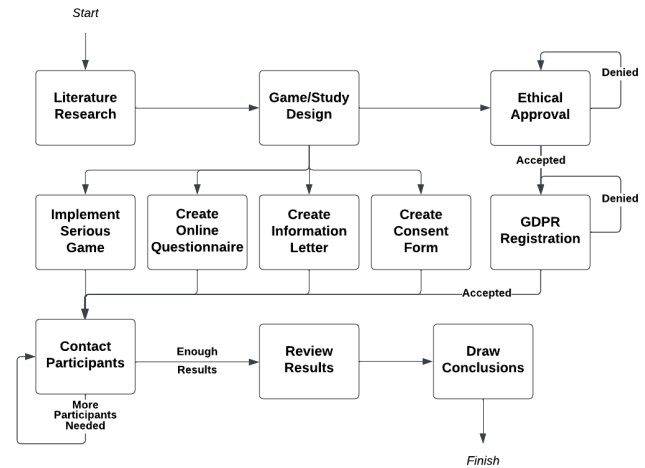 Start
Literature
Research
Game/Study
Design
Ethical
Approval
Denied
Accepted
Implement
Serious
Game
Create
Online
Questionnaire
Create
Information
Letter
Create
Consent
Form
GDPR
Registration
Denied
Accepted
Contact
Participants
Enough
Results
Review
Results
Draw
Conclusions
More
Participants
Needed
Finish